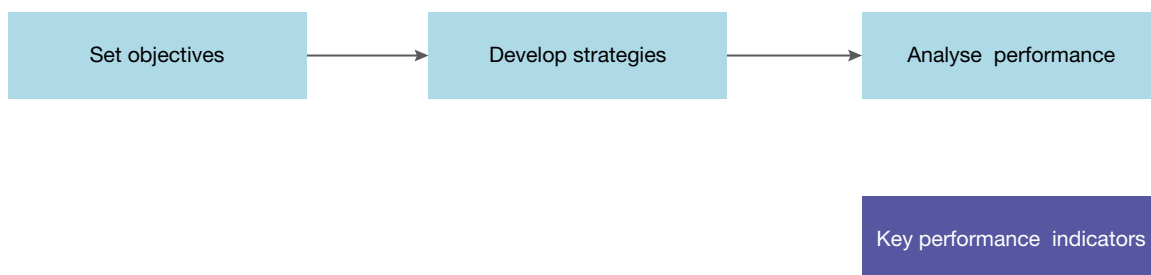 Set objectives
Develop strategies
Analyse performance
Key performance indicators